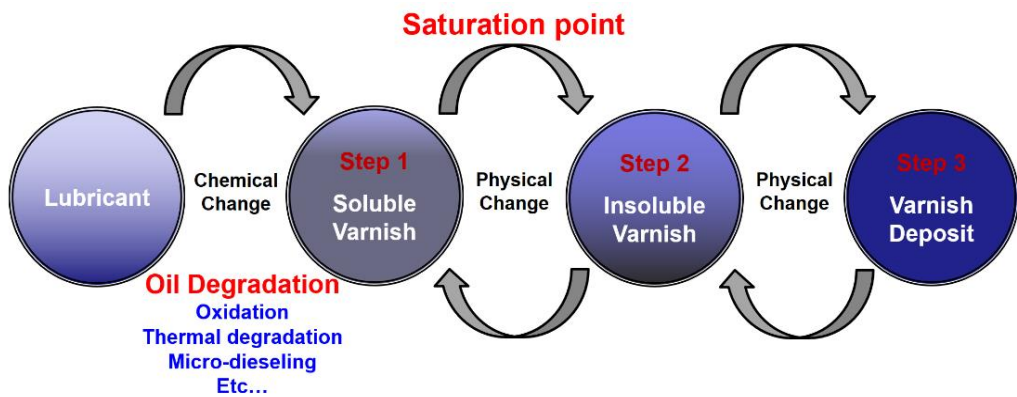 Saturation point
Lubricant
Chemical
Change
Step 1
Soluble
Varnish
Physical
Change
Step 2
Insoluble
Varnish
Physical
Change
Step 3
Varnish
Deposit
Oil Degradation
Oxidation
Thermal degradation
Micro-dieseling
Etc...